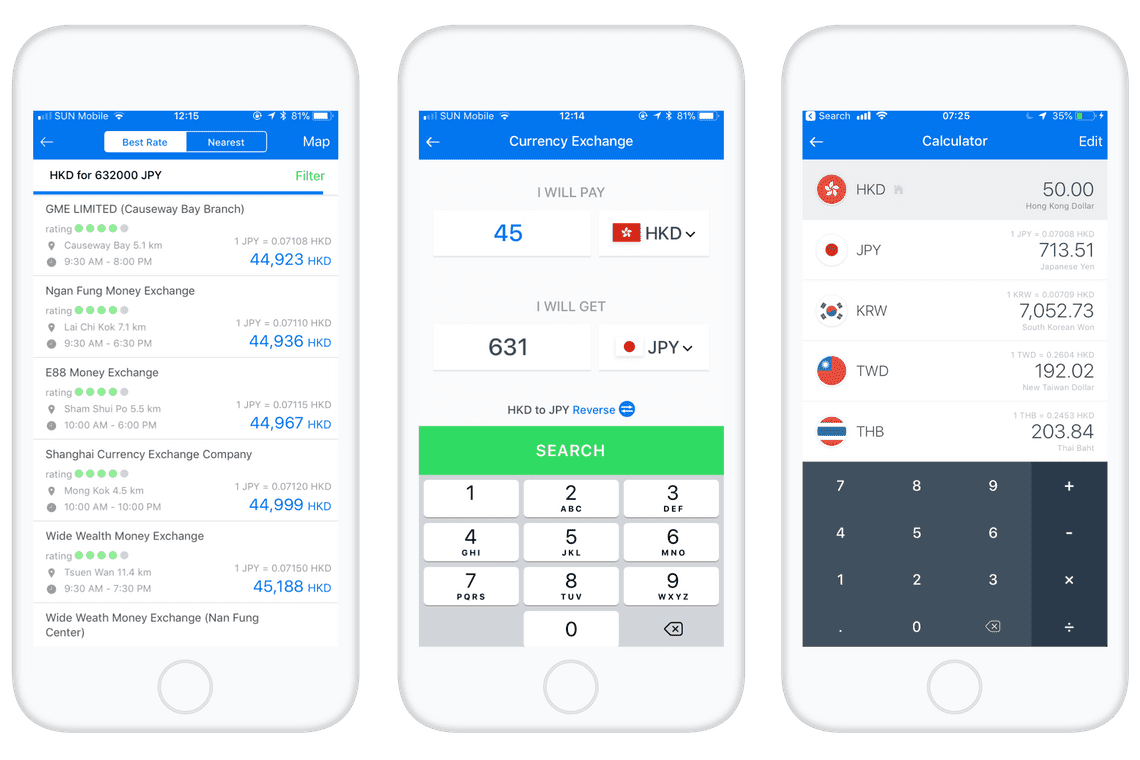 SUN Mobile 12:15 81%
Best Rate Nearest Map
HKD for 632000 JPY Filter
GME LIMITED (Causeway Bay Branch)
rating
Causeway Bay 5.1 km 1 JPY = 0.07108 HKD
9:30 AM - 8:00 PM 44,923 HKD
Ngan Fung Money Exchange
rating
Lai Chi Kok 7.1 km 1 JPY = 0.07110 HKD
9:30 AM - 6:30 PM 44,936 HKD
E88 Money Exchange
rating
Sham Shui Po 5.5 km 1 JPY = 0.07115 HKD
10:00 AM - 6:00 PM 44,967 HKD
Shanghai Currency Exchange Company
rating
Mong Kok 4.5 km 1 JPY = 0.07120 HKD
10:00 AM - 10:00 PM 44,999 HKD
Wide Wealth Money Exchange
rating
Tsuen Wan 11.4 km 1 JPY = 0.07150 HKD
9:30 AM - 7:30 PM 45,188 HKD
Wide Weath Money Exchange (Nan Fung
Center)
SUN Mobile 12:14 81%
Currency Exchange
I WILL PAY
45 HKD
I WILL GET
631 JPY
HKD to JPY Reverse
SEARCH
1 2 3
ABC DEF
4 5 6
GHI JKL MNO
7 8 9
PQRS TUV WXYZ
0
Search 07:25 35%
Calculator Edit
HKD 50.00
Hong Kong Dollar
1 JPY = 0.07008 HKD
JPY 713.51
Japanese Yen
1 KRW = 0.00709 HKD
KRW 7,052.73
South Korean Won
1 TWD = 0.2604 HKD
TWD 192.02
New Taiwan Dollar
1 THB = 0.2453 HKD
THB 203.84
Thai Baht
7 8 9 +
4 5 6 -
1 2 3 ×
. 0 ÷